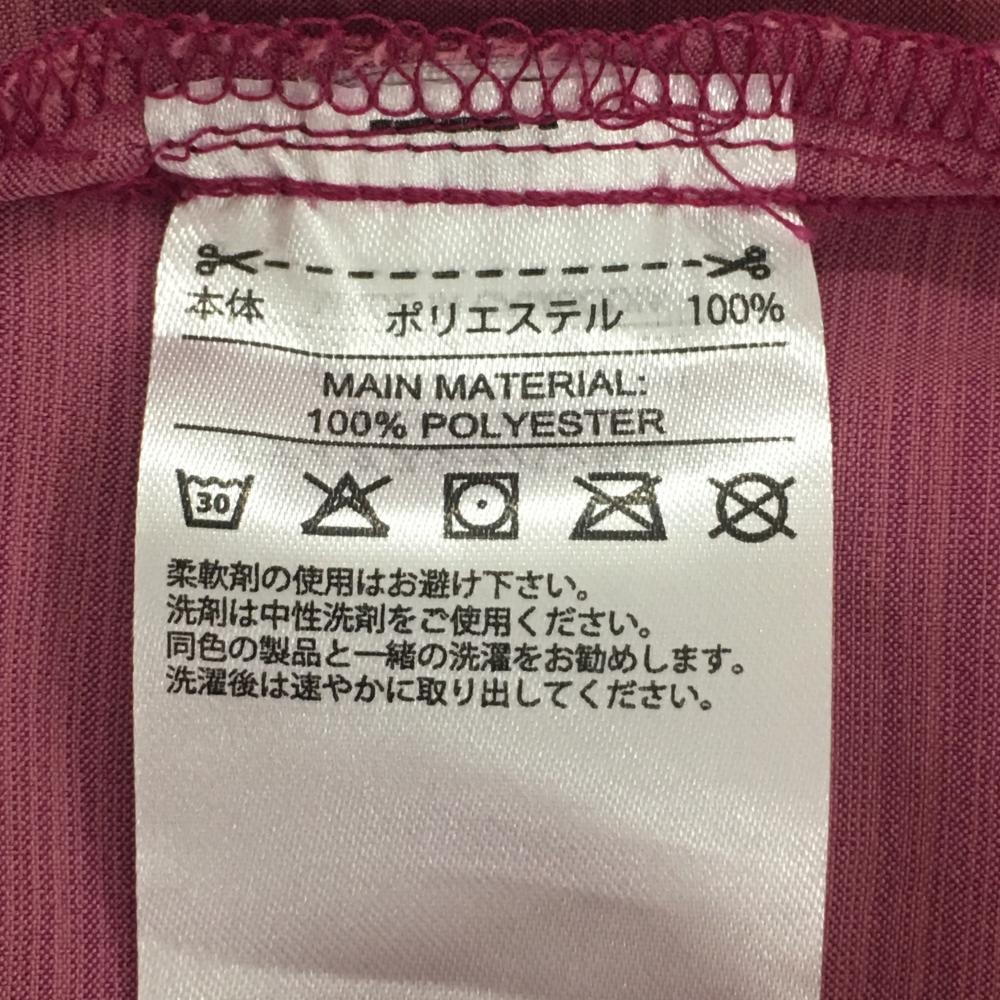 本体 ポリエステル 100%
MAIN MATERIAL:
100% POLYESTER
30
柔軟剤の使用はお避け下さい。
洗剤は中性洗剤をご使用ください。
同色の製品と一緒の洗濯をお勧めします。
洗濯後は速やかに取り出してください。